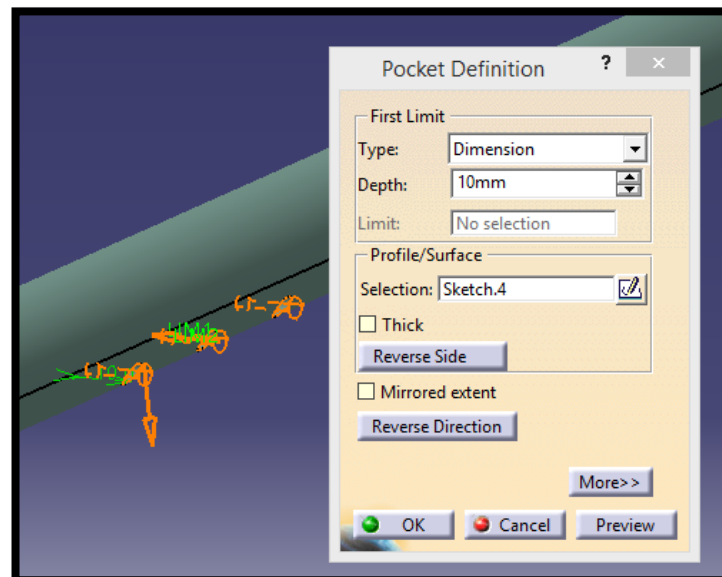 Pocket Definition ? ×
First Limit
Type: Dimension
Depth: 10mm
Limit: No selection
Profile/Surface
Selection: Sketch.4
Thick
Reverse Side
Mirrored extent
Reverse Direction
More>>
OK Cancel Preview